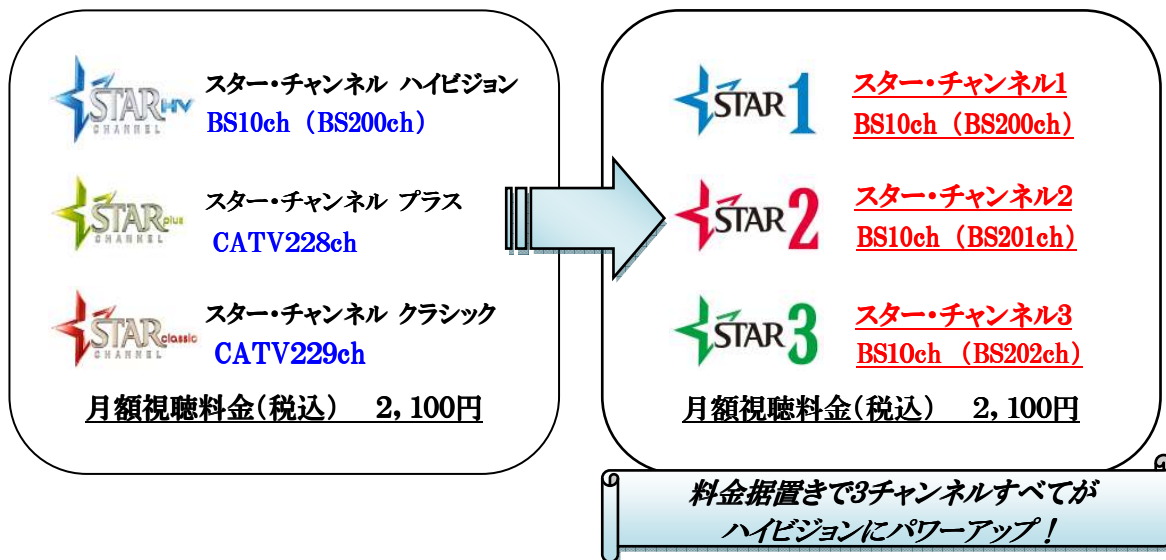 STAR HV
CHANNEL
スター・チャンネル ハイビジョン
BS10ch（BS200ch）
STAR plus
CHANNEL
スター・チャンネル プラス
CATV228ch
STAR classic
CHANNEL
スター・チャンネル クラシック
CATV229ch
月額視聴料金(税込)　2,100円
STAR 1
スター・チャンネル1
BS10ch（BS200ch）
STAR 2
スター・チャンネル2
BS10ch（BS201ch）
STAR 3
スター・チャンネル3
BS10ch（BS202ch）
月額視聴料金(税込)　2,100円
料金据置きで3チャンネルすべてが
ハイビジョンにパワーアップ！